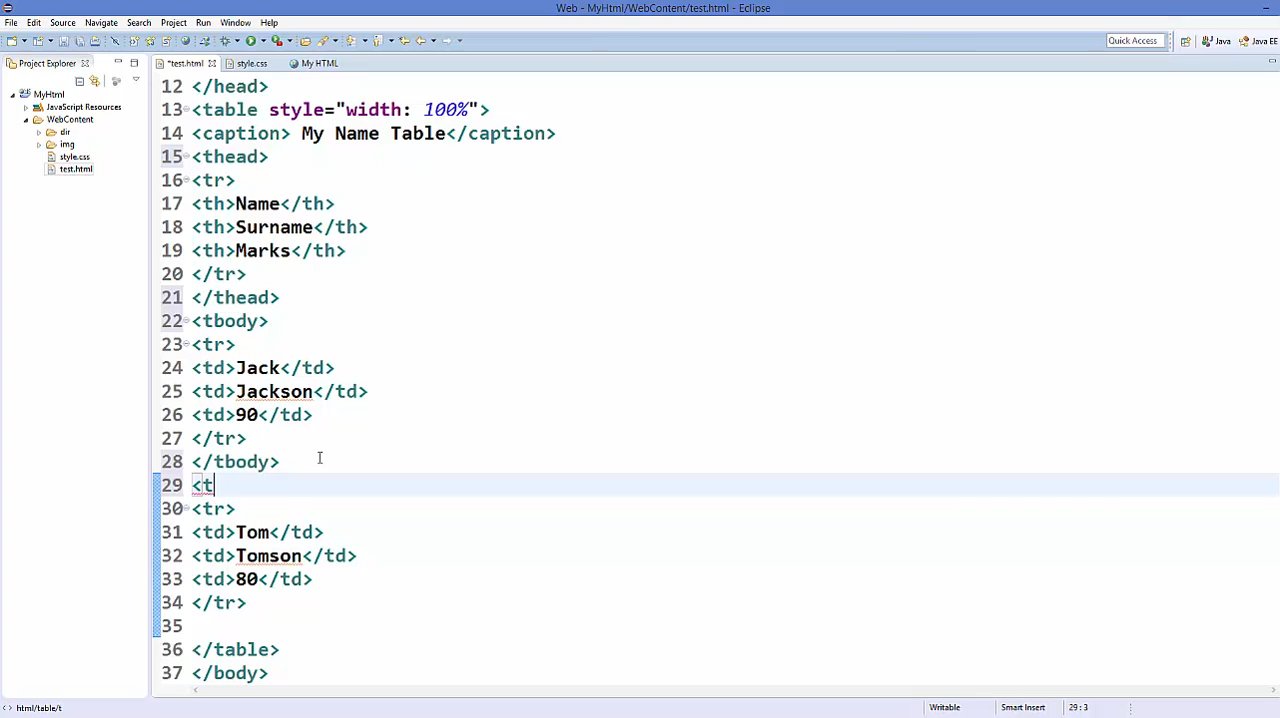 Web - MyHtml/WebContent/test.html - Eclipse
File Edit Source Navigate Search Project Run Window Help
Quick Access Java Java EE
Project Explorer *test.html style.css My HTML
MyHtml
JavaScript Resources
WebContent
dir
img
style.css
test.html
12 </head>
13 <table style="width: 100%">
14 <caption> My Name Table</caption>
15 <thead>
16 <tr>
17 <th>Name</th>
18 <th>Surname</th>
19 <th>Marks</th>
20 </tr>
21 </thead>
22 <tbody>
23 <tr>
24 <td>Jack</td>
25 <td>Jackson</td>
26 <td>90</td>
27 </tr>
28 </tbody>
29 <t
30 <tr>
31 <td>Tom</td>
32 <td>Tomson</td>
33 <td>80</td>
34 </tr>
35
36 </table>
37 </body>
html/table/t Writable Smart Insert 29 : 3